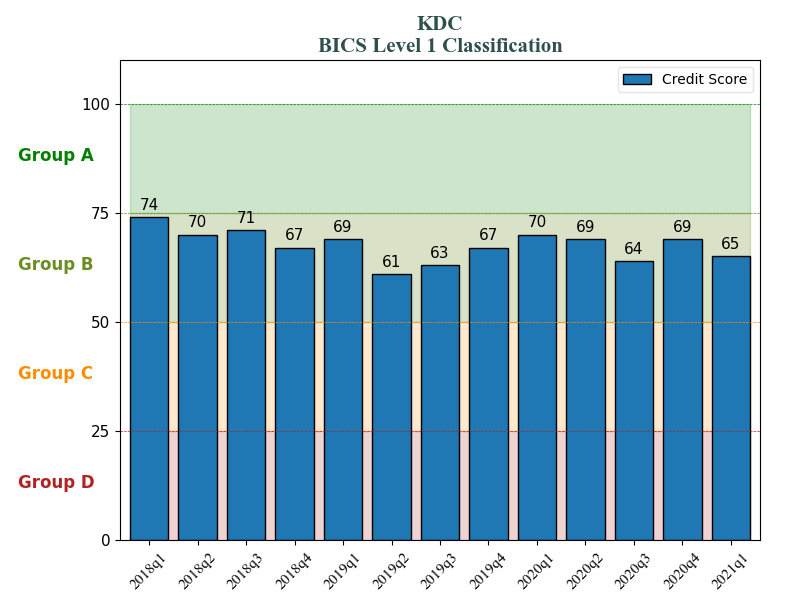 KDC
BICS Level 1 Classification
Credit Score
100
Group A
75
Group B
50
Group C
25
Group D
0
74
70
71
67
69
61
63
67
70
69
64
69
65
2018q1
2018q2
2018q3
2018q4
2019q1
2019q2
2019q3
2019q4
2020q1
2020q2
2020q3
2020q4
2021q1